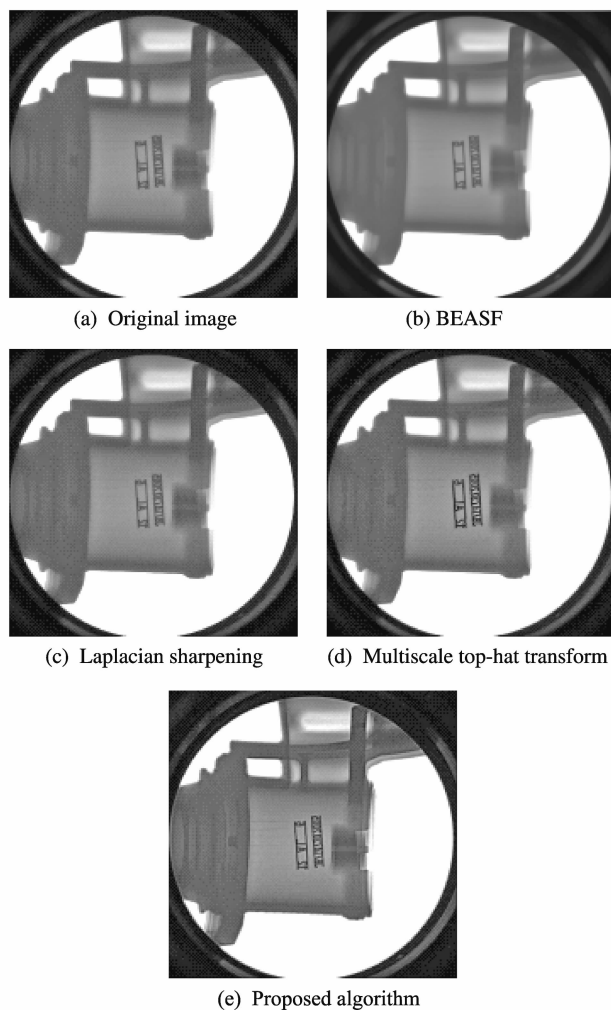 (a) Original image
(b) BEASF
(c) Laplacian sharpening
(d) Multiscale top-hat transform
(e) Proposed algorithm